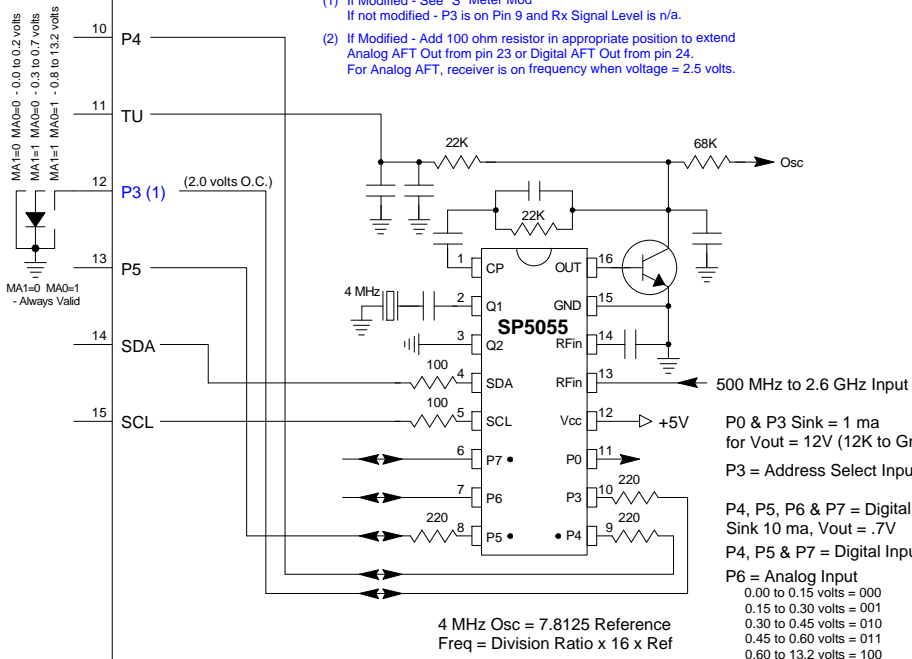 (1) If Modified - See "S" Meter Mod
If not modified - P3 is on Pin 9 and Rx Signal Level is n/a.
(2) If Modified - Add 100 ohm resistor in appropriate position to extend
Analog AFT Out from pin 23 or Digital AFT Out from pin 24.
For Analog AFT, receiver is on frequency when voltage = 2.5 volts.
MA1=0 MA0=0 - 0.0 to 0.2 volts
MA1=1 MA0=0 - 0.3 to 0.7 volts
MA1=1 MA0=1 - 0.8 to 13.2 volts
MA1=0 MA0=1
- Always Valid
10 P4
11 TU
12 P3 (1) (2.0 volts O.C.)
13 P5
14 SDA
15 SCL
22K
68K
Osc
22K
4 MHz
SP5055
1 CP
2 Q1
3 Q2
100 4 SDA
100 5 SCL
6 P7
7 P6
220 8 P5
OUT 16
GND 15
RFin 14
RFin 13
Vcc 12 +5V
P0 11
P3 10 220
P4 9 220
500 MHz to 2.6 GHz Input
P0 & P3 Sink = 1 ma
for Vout = 12V (12K to
P3 = Address Select
P4, P5, P6 & P7 = Digital
Sink 10 ma, Vout = .7V
P4, P5 & P7 = Digital
P6 = Analog Input
0.00 to 0.15 volts = 000
0.15 to 0.30 volts = 001
0.30 to 0.45 volts = 010
0.45 to 0.60 volts = 011
0.60 to 13.2 volts = 100
4 MHz Osc = 7.8125 Reference
Freq = Division Ratio x 16 x Ref